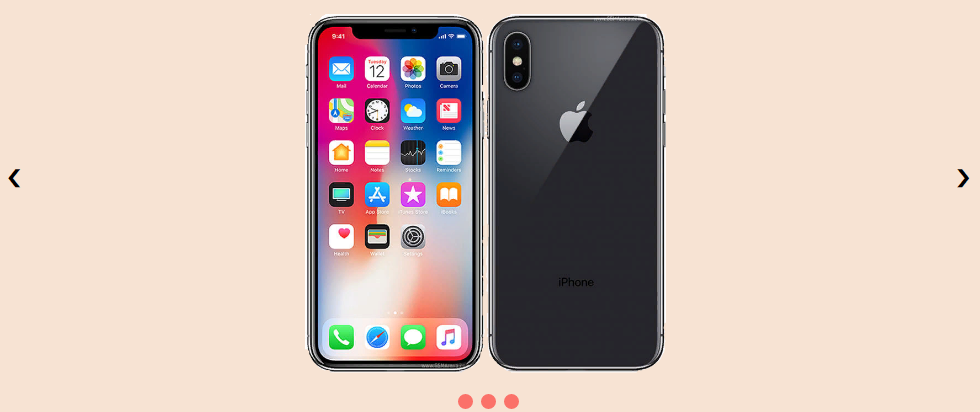 9:41
Tuesday
12
Mail
Calendar
Photos
Camera
Maps
Clock
Weather
News
Home
Notes
Stocks
Reminders
TV
App Store
iTunes Store
iBooks
Health
Wallet
Settings
iPhone